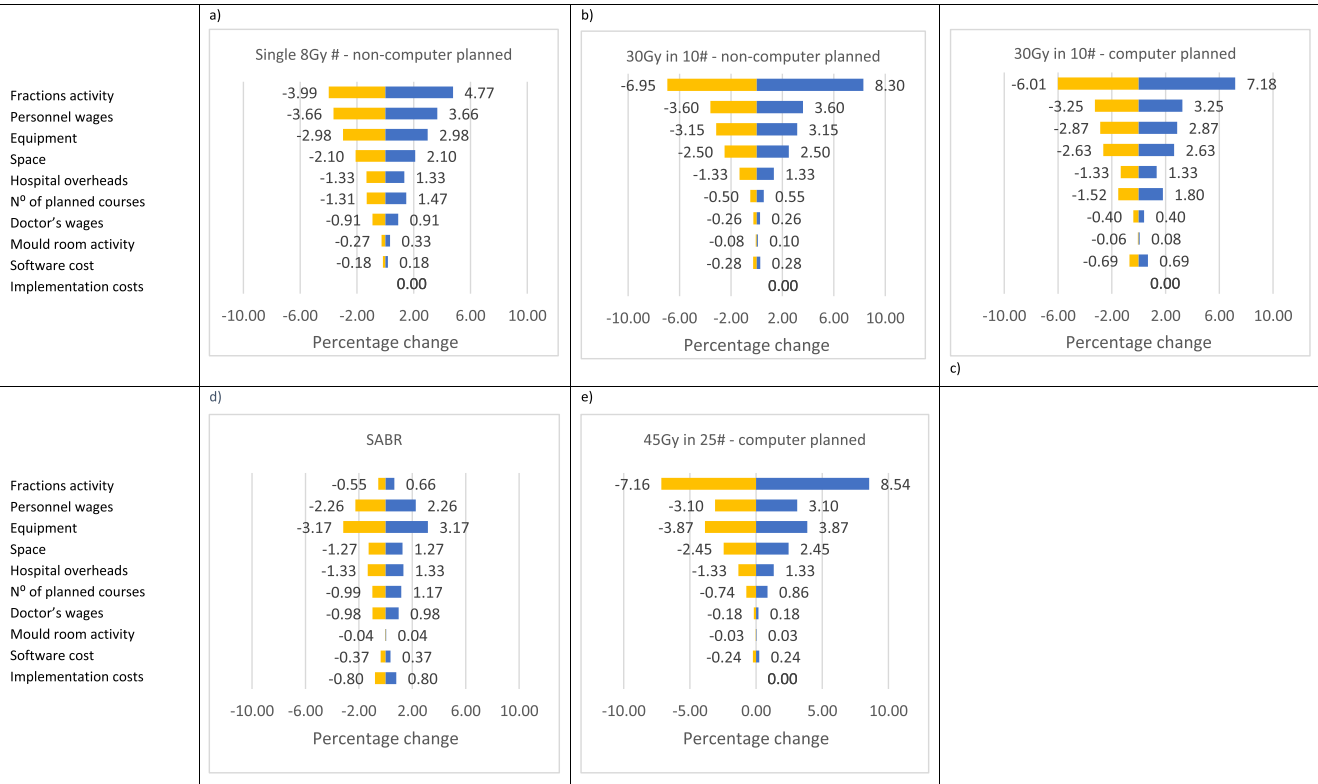 a)
Single 8Gy # - non-computer planned
Fractions activity -3.99 4.77
Personnel wages -3.66 3.66
Equipment -2.98 2.98
Space -2.10 2.10
Hospital overheads -1.33 1.33
Nº of planned courses -1.31 1.47
Doctor's wages -0.91 0.91
Mould room activity -0.27 0.33
Software cost -0.18 0.18
Implementation costs 0.00
-10.00 -6.00 -2.00 2.00 6.00 10.00
Percentage change
b)
30Gy in 10# - non-computer planned
-6.95 8.30
-3.60 3.60
-3.15 3.15
-2.50 2.50
-1.33 1.33
-0.50 0.55
-0.26 0.26
-0.08 0.10
-0.28 0.28
0.00
-10.00 -6.00 -2.00 2.00 6.00 10.00
Percentage change
30Gy in 10# - computer planned
-6.01 7.18
-3.25 3.25
-2.87 2.87
-2.63 2.63
-1.33 1.33
-1.52 1.80
-0.40 0.40
-0.06 0.08
-0.69 0.69
0.00
-10.00 -6.00 -2.00 2.00 6.00 10.00
Percentage change
c)
d)
SABR
Fractions activity -0.55 0.66
Personnel wages -2.26 2.26
Equipment -3.17 3.17
Space -1.27 1.27
Hospital overheads -1.33 1.33
Nº of planned courses -0.99 1.17
Doctor's wages -0.98 0.98
Mould room activity -0.04 0.04
Software cost -0.37 0.37
Implementation costs -0.80 0.80
-10.00 -6.00 -2.00 2.00 6.00 10.00
Percentage change
e)
45Gy in 25# - computer planned
-7.16 8.54
-3.10 3.10
-3.87 3.87
-2.45 2.45
-1.33 1.33
-0.74 0.86
-0.18 0.18
-0.03 0.03
-0.24 0.24
0.00
-10.00 -5.00 0.00 5.00 10.00
Percentage change